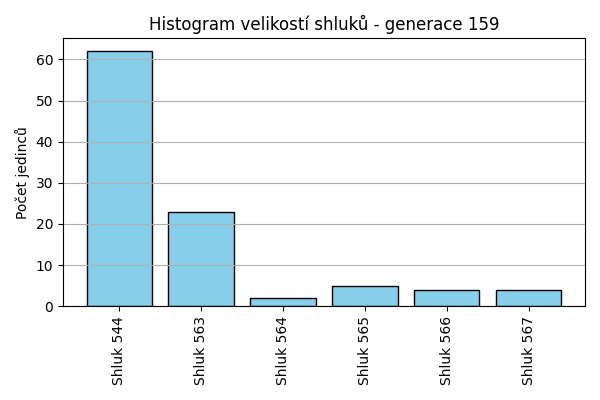 Histogram velikostí shluků - generace 159
Počet jedinců
60
50
40
30
20
10
0
Shluk 544
Shluk 563
Shluk 564
Shluk 565
Shluk 566
Shluk 567